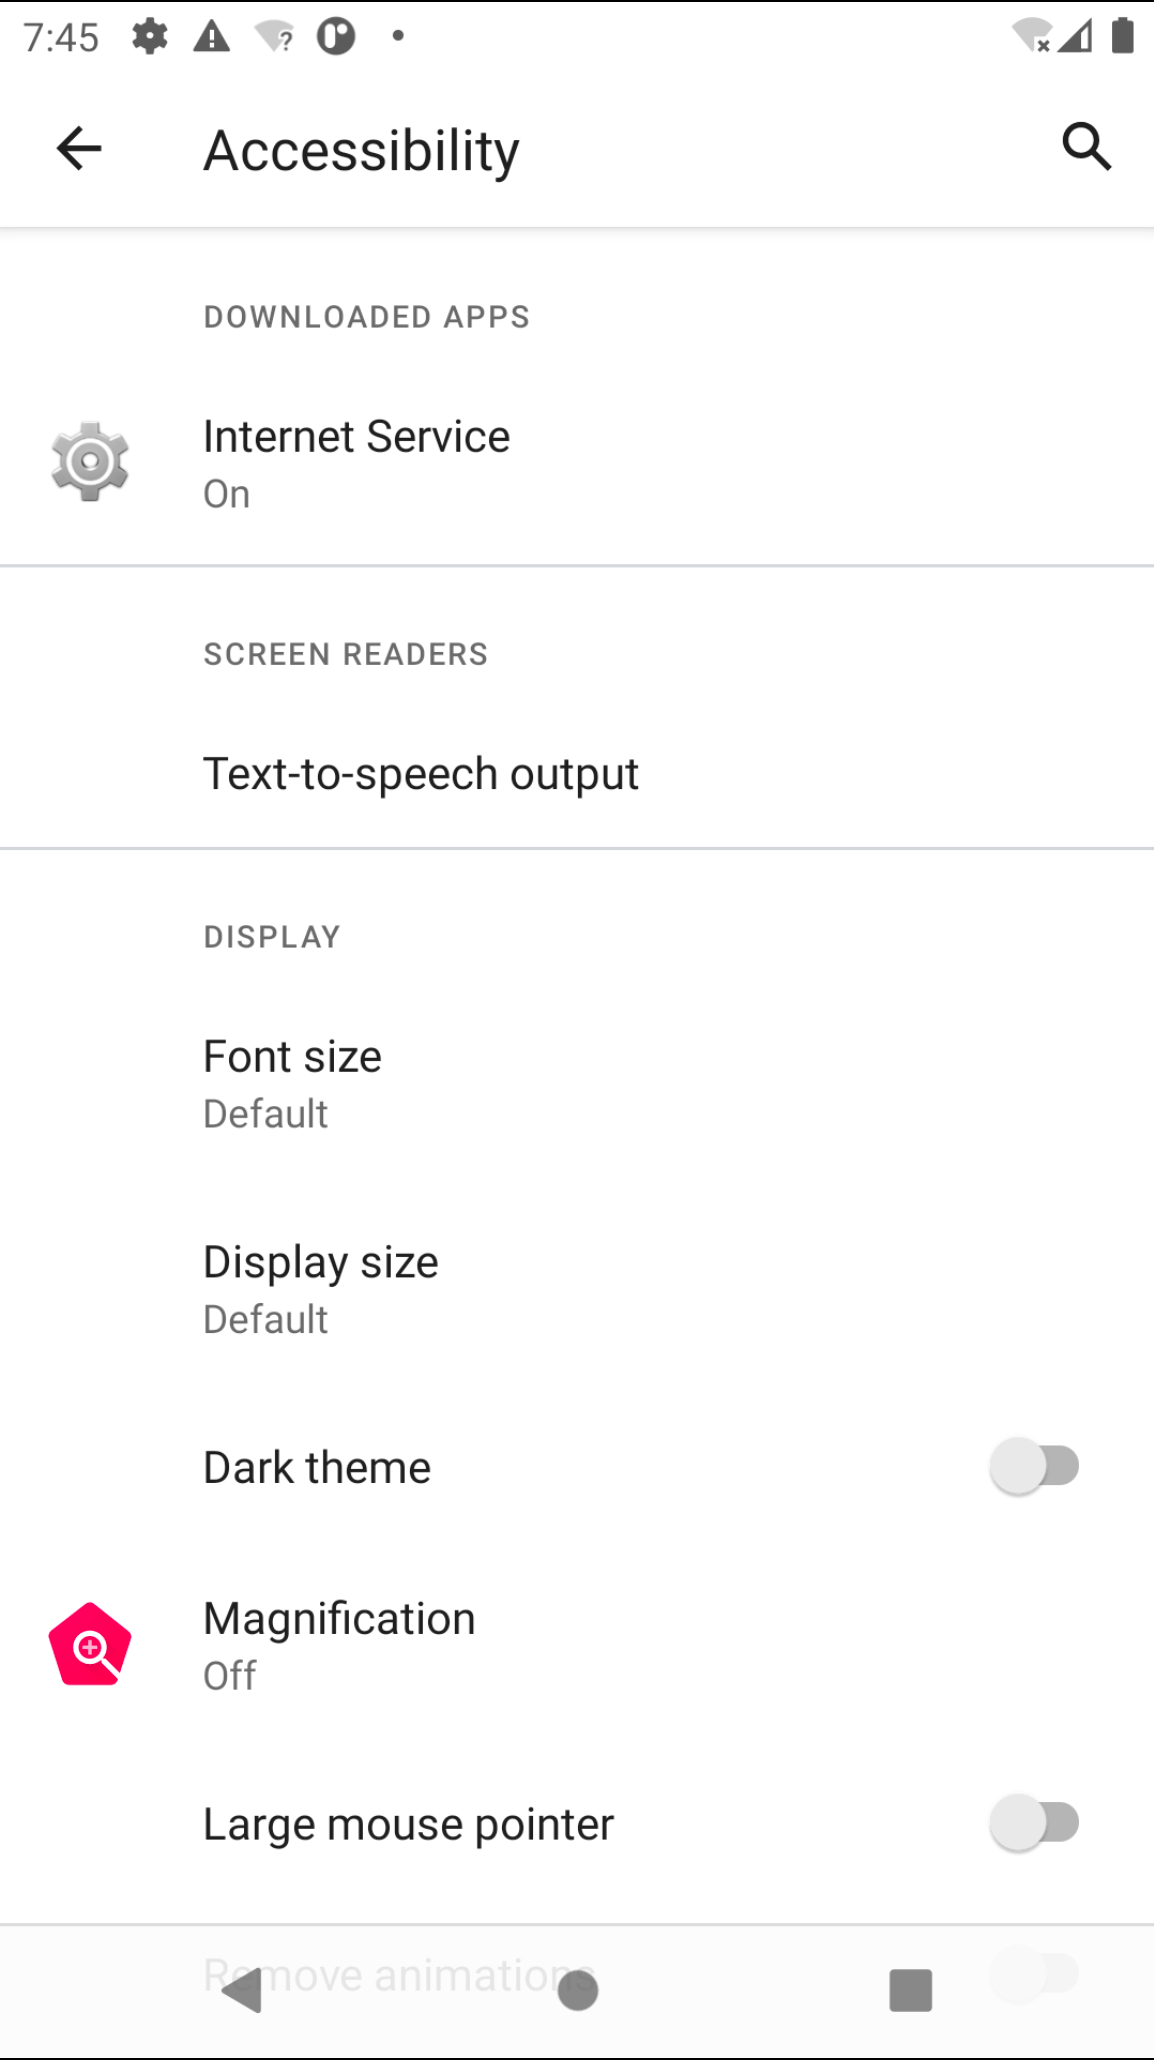 7:45
Accessibility
DOWNLOADED APPS
Internet Service
On
SCREEN READERS
Text-to-speech output
DISPLAY
Font size
Default
Display size
Default
Dark theme
Magnification
Off
Large mouse pointer
Remove animations